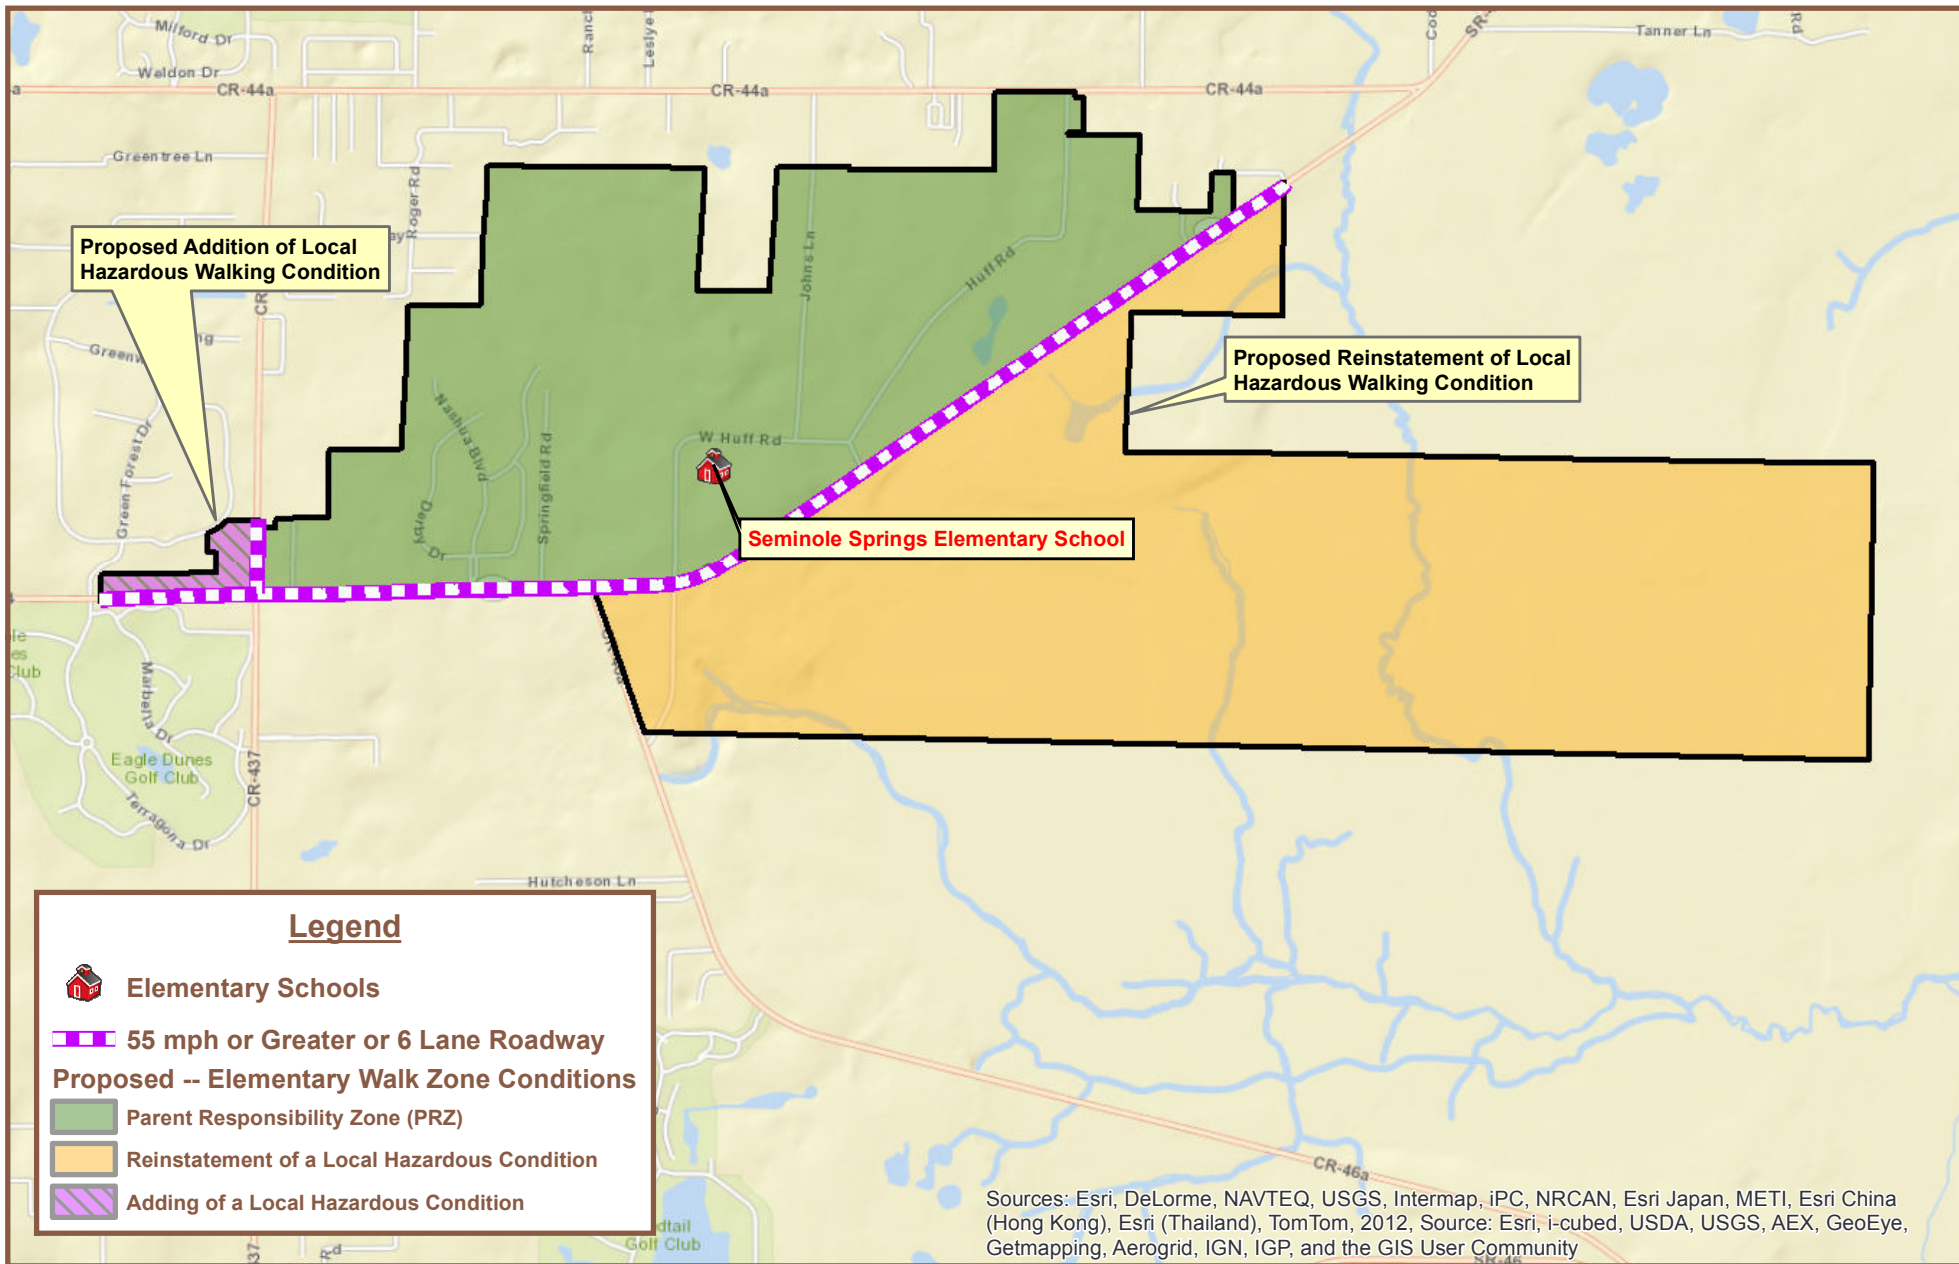 Milford Dr
Weldon Dr
CR-44a
CR-44a
CR-44a
Tanner Ln
Rd
Greentree Ln
Roger Rd
Johns Ln
Huff Rd
Proposed Addition of Local
Hazardous Walking Condition
Proposed Reinstatement of Local
Hazardous Walking Condition
Green Forest Dr
Nashua Blvd
Derby Dr
Springfield Rd
W Huff Rd
Seminole Springs Elementary School
Marbella Dr
Eagle Dunes
Golf Club
Terragona Dr
CR-437
Hutcheson Ln
Legend
Elementary Schools
55 mph or Greater or 6 Lane Roadway
Proposed -- Elementary Walk Zone Conditions
Parent Responsibility Zone (PRZ)
Reinstatement of a Local Hazardous Condition
Adding of a Local Hazardous Condition
CR-46a
Golf Club
Rd
SR-46
Sources: Esri, DeLorme, NAVTEQ, USGS, Intermap, iPC, NRCAN, Esri Japan, METI, Esri China
(Hong Kong), Esri (Thailand), TomTom, 2012, Source: Esri, i-cubed, USDA, USGS, AEX, GeoEye,
Getmapping, Aerogrid, IGN, IGP, and the GIS User Community